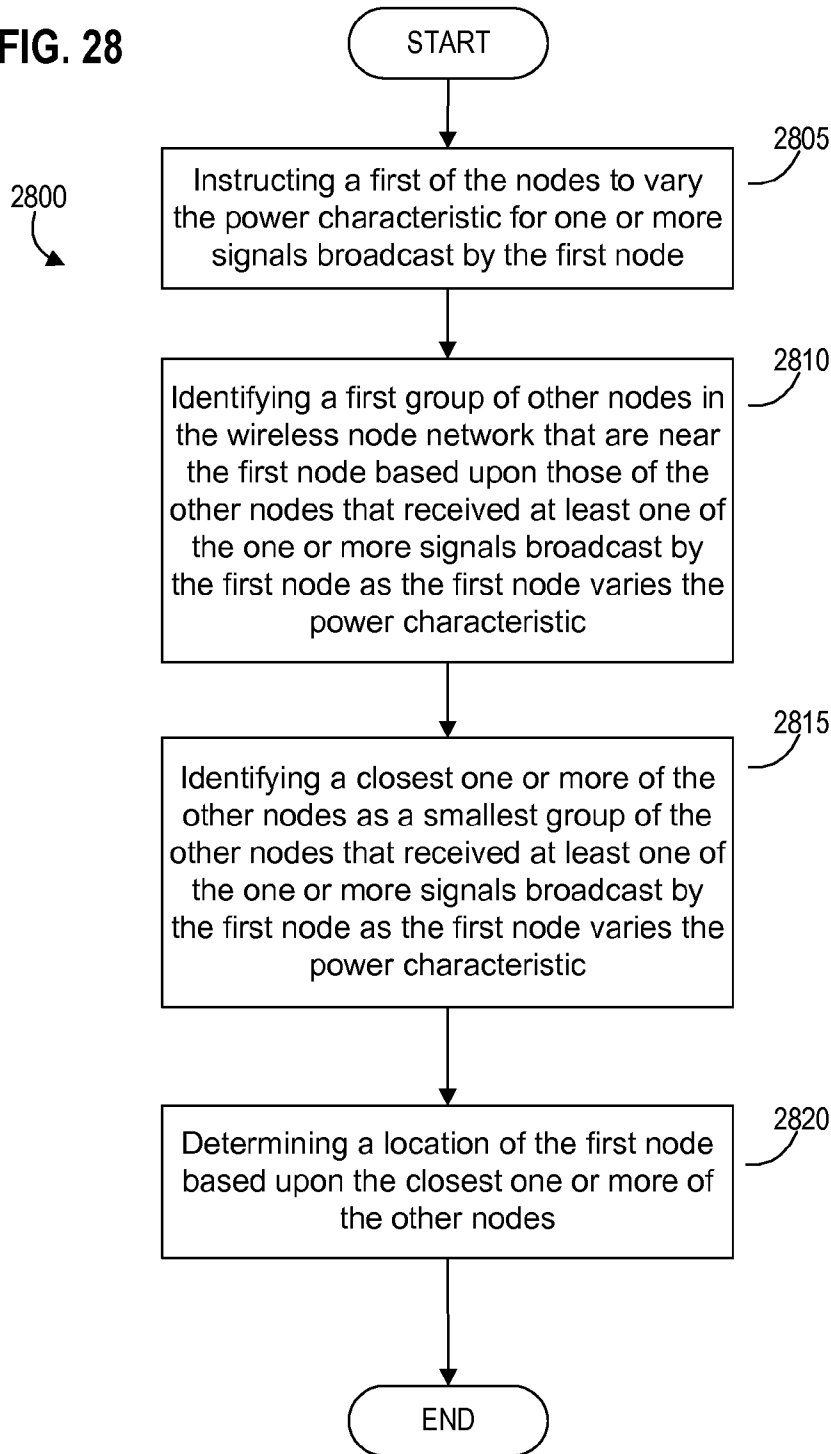 FIG. 28
START
2800
2805
Instructing a first of the nodes to vary
the power characteristic for one or more
signals broadcast by the first node
2810
Identifying a first group of other nodes in
the wireless node network that are near
the first node based upon those of the
other nodes that received at least one of
the one or more signals broadcast by
the first node as the first node varies the
power characteristic
2815
Identifying a closest one or more of the
other nodes as a smallest group of the
other nodes that received at least one of
the one or more signals broadcast by
the first node as the first node varies the
power characteristic
2820
Determining a location of the first node
based upon the closest one or more of
the other nodes
END